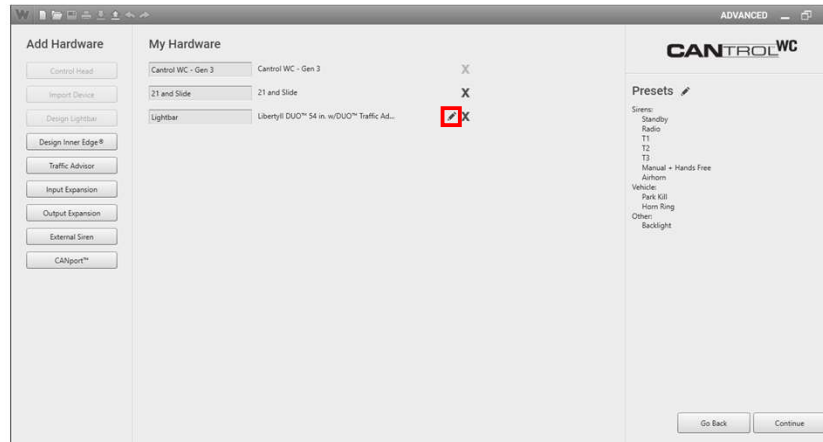 W
ADVANCED
Add Hardware
My Hardware
CANTROLWC
Control Head
Import Device
Design Lightbar
Design Inner Edge®
Traffic Advisor
Input Expansion
Output Expansion
External Siren
CANport™
Cantrol WC - Gen 3 Cantrol WC - Gen 3 X
21 and Slide 21 and Slide X
Lightbar LibertyII DUO™ 54 in. w/DUO™ Traffic Ad... X
Presets
Sirens:
Standby
Radio
T1
T2
T3
Manual + Hands Free
Airhorn
Vehicle:
Park Kill
Horn Ring
Other:
Backlight
Go Back Continue